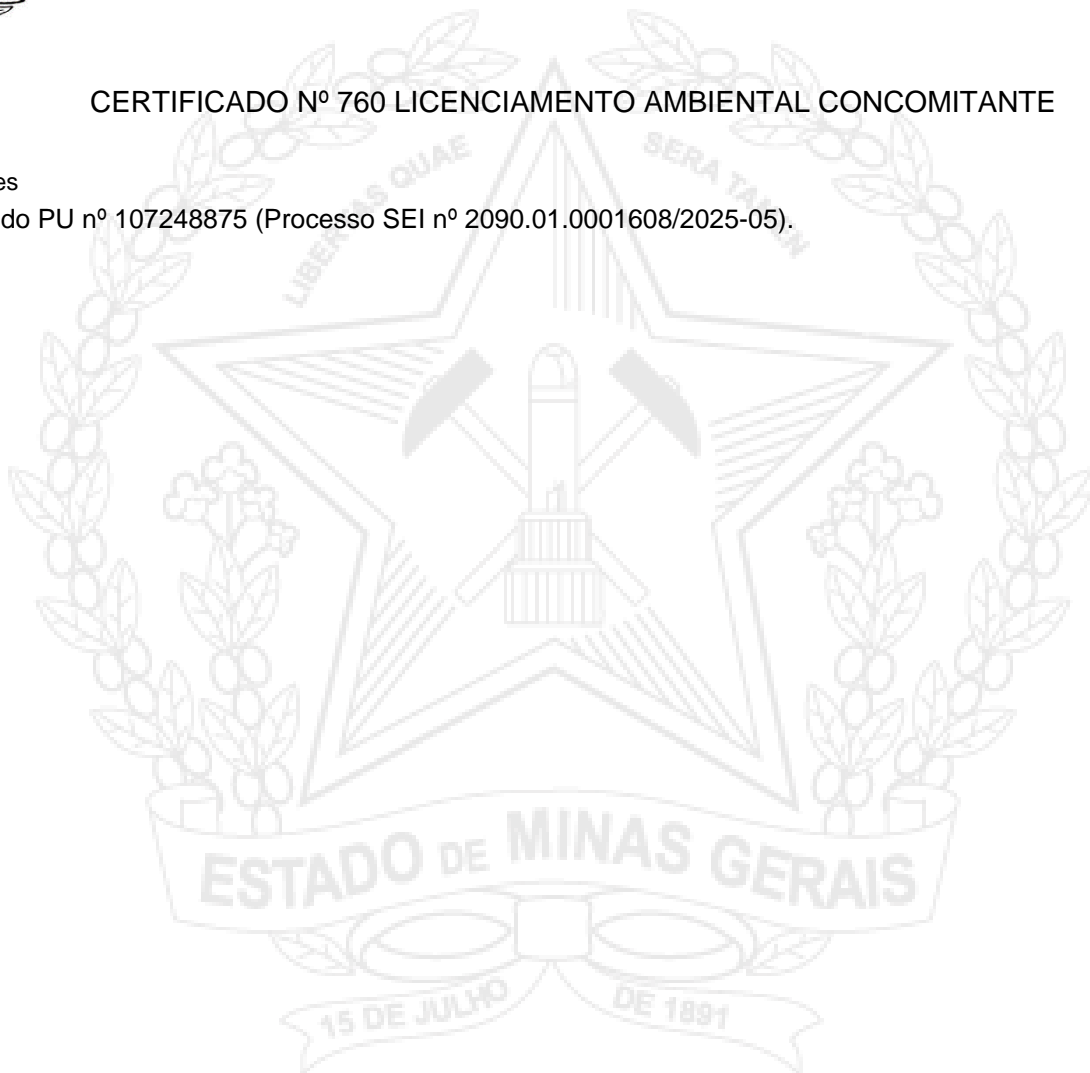 CERTIFICADO Nº 760 LICENCIAMENTO AMBIENTAL CONCOMITANTE
es
do PU nº 107248875 (Processo SEI nº 2090.01.0001608/2025-05).
LIBERTAS QUAE SERA TAMEN
ESTADO DE MINAS GERAIS
15 DE JULHO DE 1891